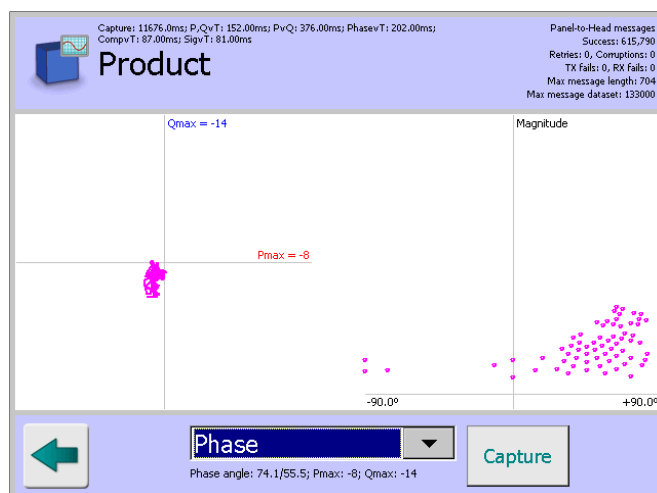 Capture: 11676.0ms; P,QvT: 152.00ms; PvQ: 376.00ms; PhasevT: 202.00ms;
CompvT: 87.00ms; SigvT: 81.00ms
Product
Panel-to-Head messages
Success: 615,790
Retries: 0, Corruptions: 0
TX fails: 0, RX fails: 0
Max message length: 704
Max message dataset: 133000
Qmax = -14
Magnitude
Pmax = -8
-90.0º
+90.0º
Phase
Phase angle: 74.1/55.5; Pmax: -8; Qmax: -14
Capture